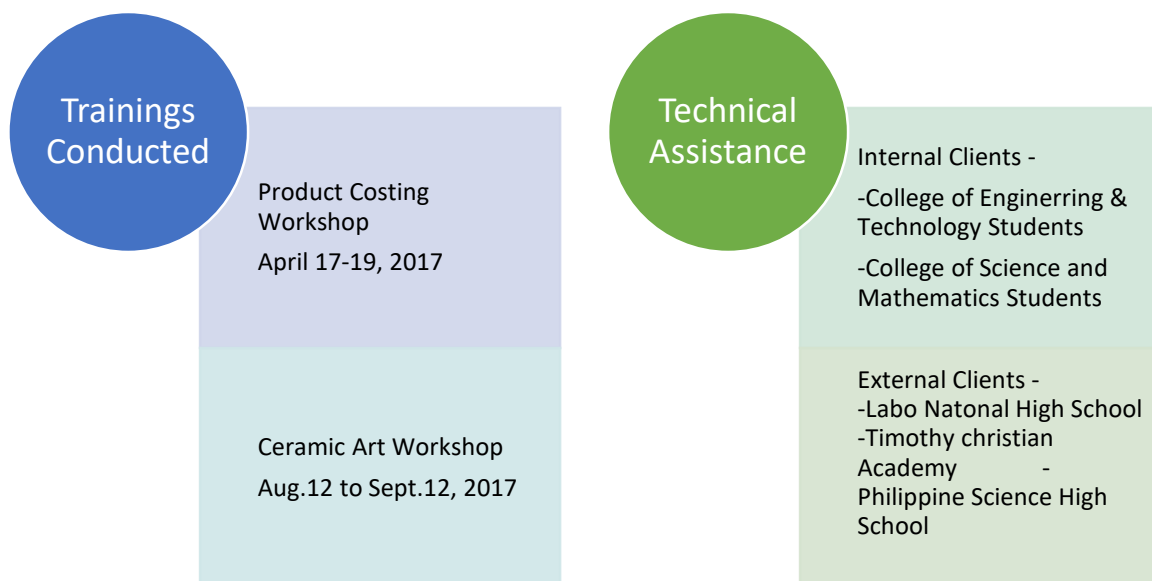 Trainings
Conducted
Product Costing
Workshop
April 17-19, 2017
Ceramic Art Workshop
Aug.12 to Sept.12, 2017
Technical
Assistance
Internal Clients -
-College of Enginerring &
Technology Students
-College of Science and
Mathematics Students
External Clients -
-Labo Natonal High School
-Timothy christian
Academy -
Philippine Science High
School